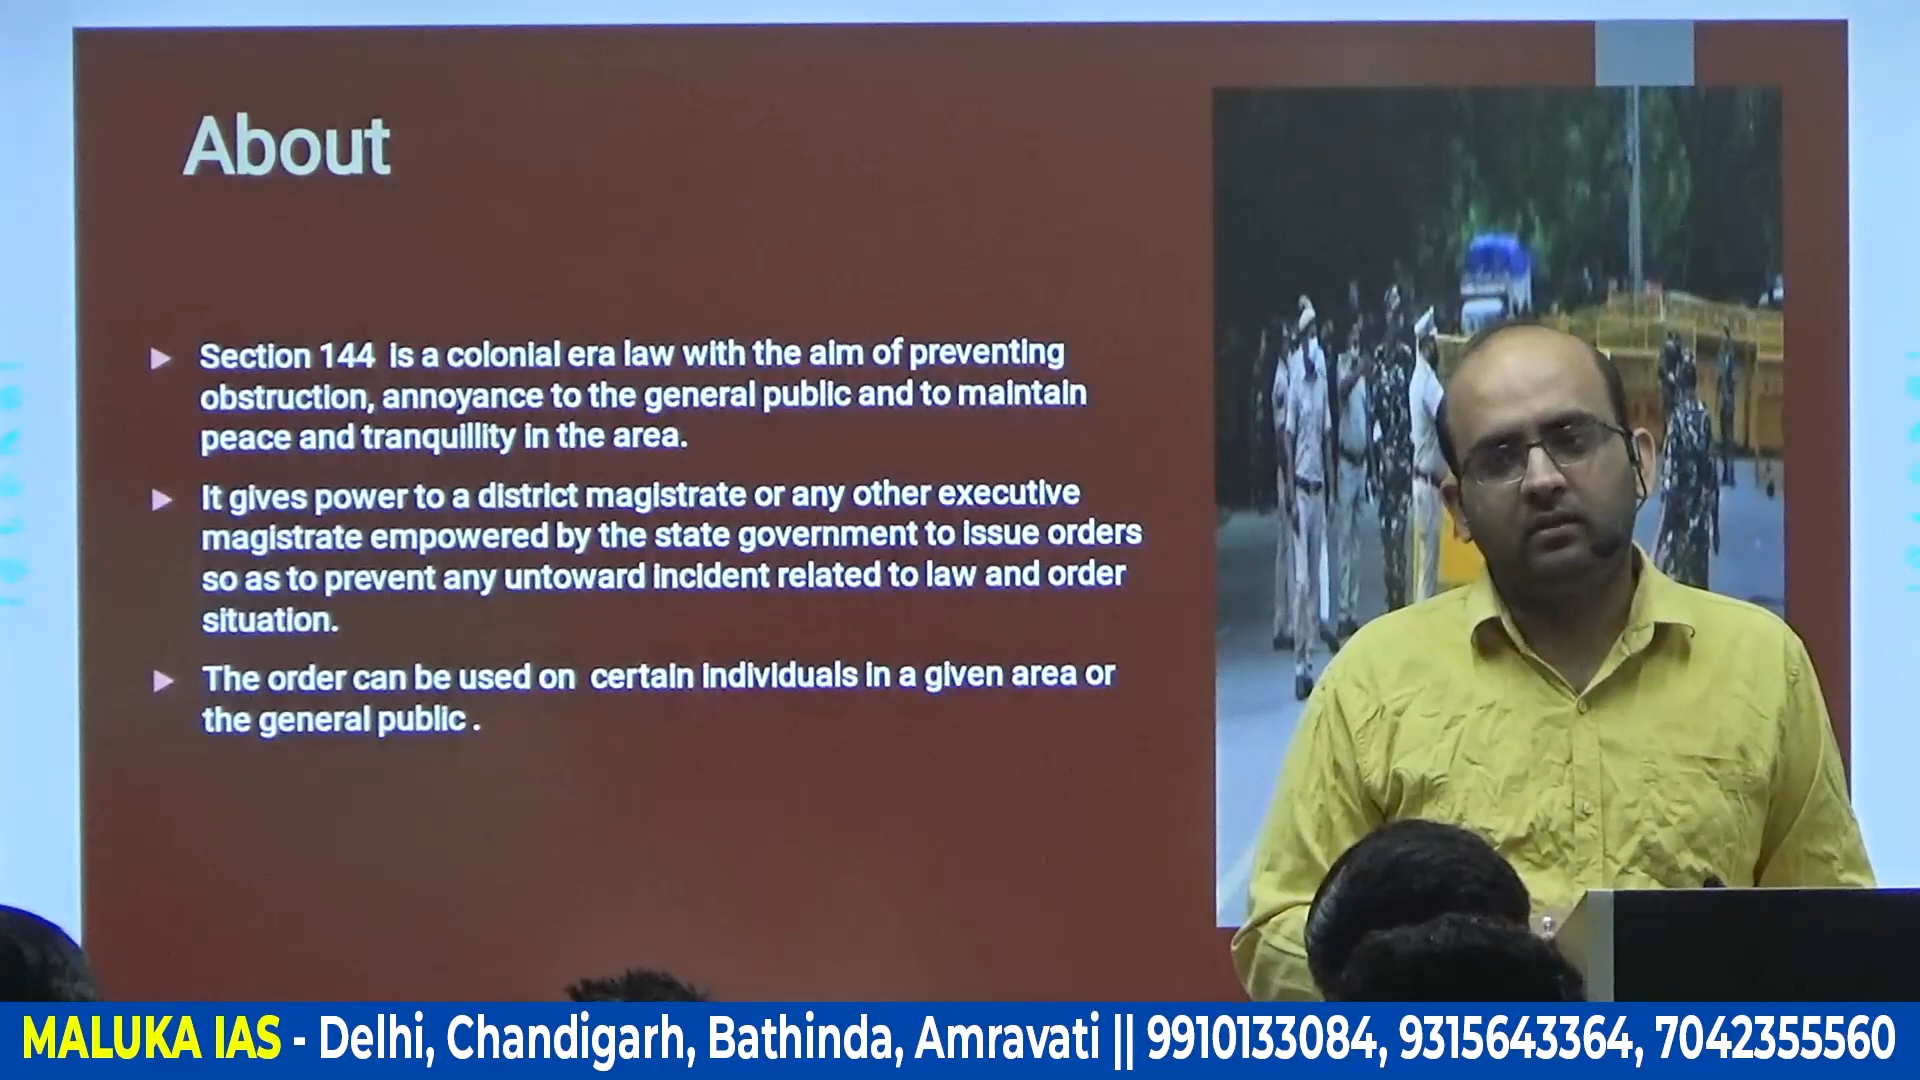 About
Section 144 is a colonial era law with the aim of preventing
obstruction, annoyance to the general public and to maintain
peace and tranquillity in the area.
It gives power to a district magistrate or any other executive
magistrate empowered by the state government to issue orders
so as to prevent any untoward incident related to law and order
situation.
The order can be used on certain individuals in a given area or
the general public .
MALUKA IAS - Delhi, Chandigarh, Bathinda, Amravati || 9910133084, 9315643364, 7042355560